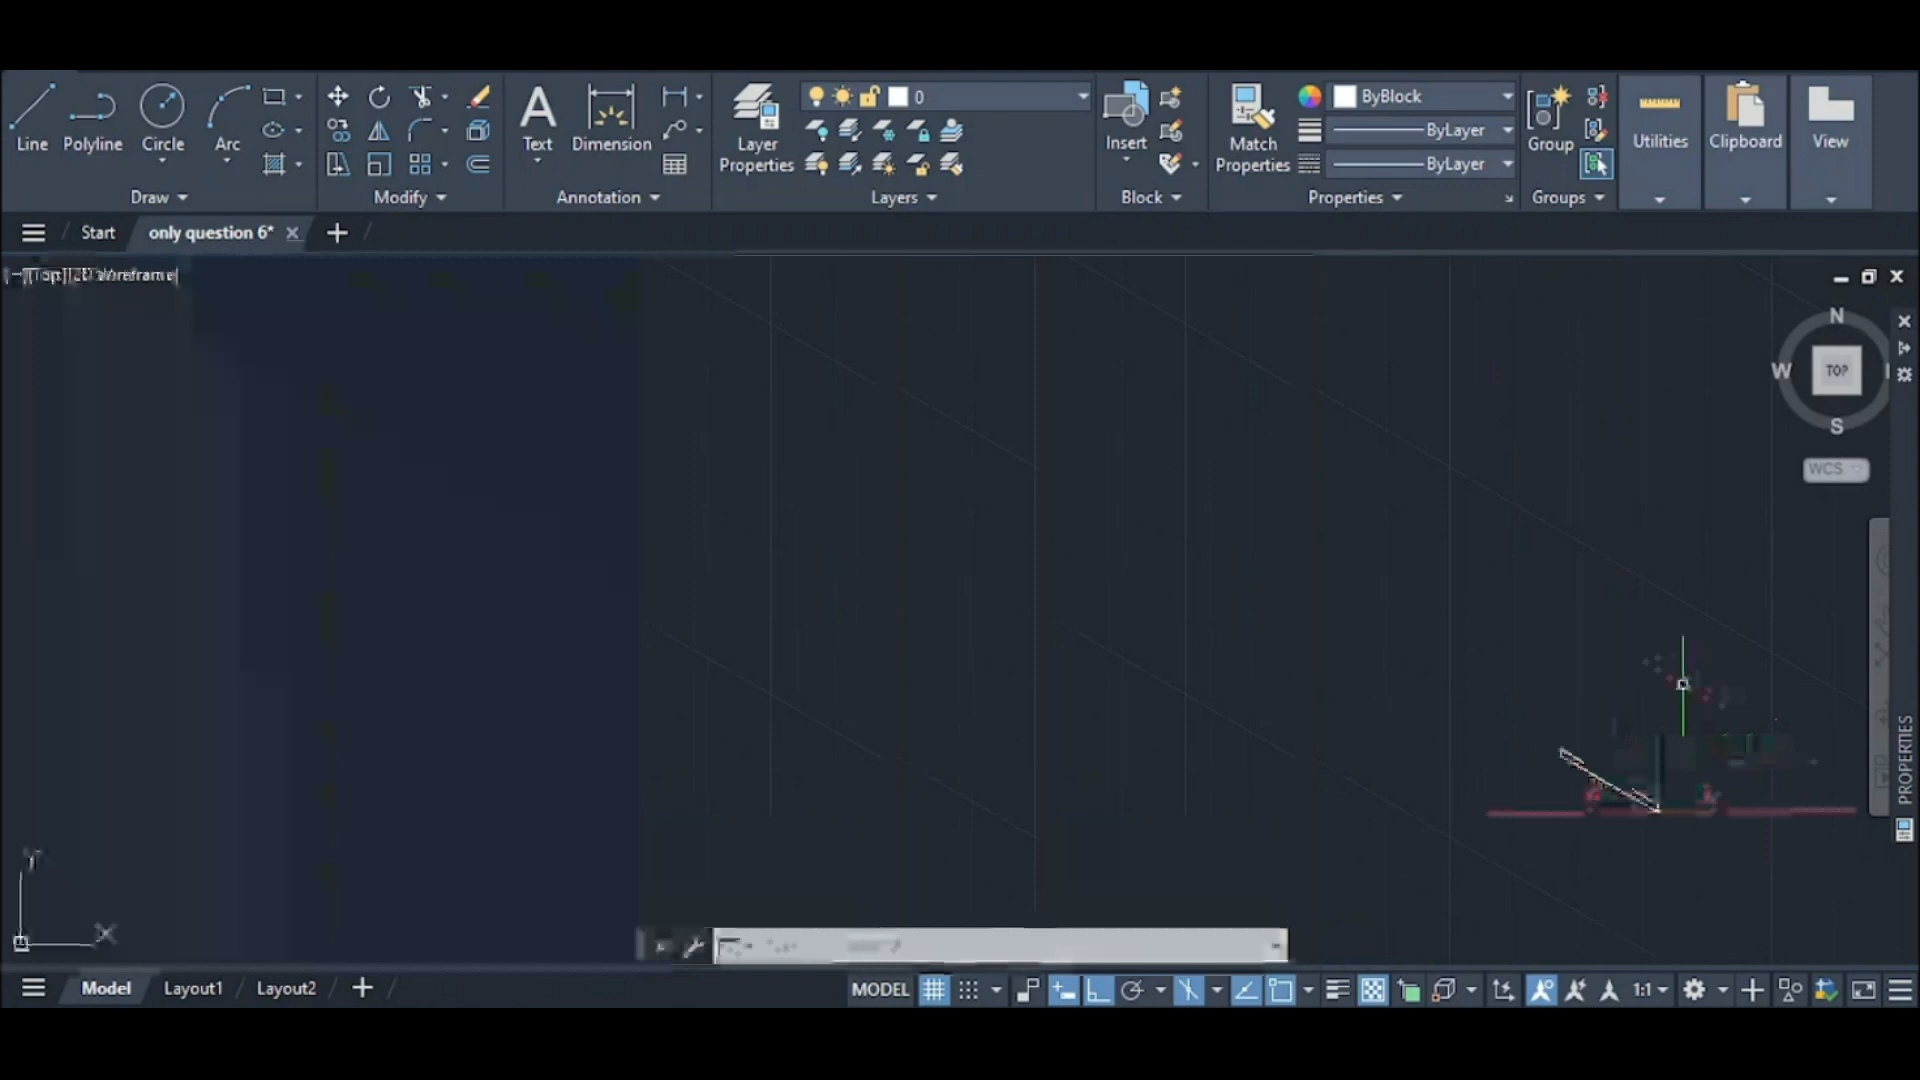 Line
Polyline
Circle
Arc
Text
Dimension
Layer Properties
0
Insert
Match Properties
ByBlock
ByLayer
ByLayer
Group
Utilities
Clipboard
View
Draw
Modify
Annotation
Layers
Block
Properties
Groups
Start
only question 6*
N
W
TOP
S
WCS
PROPERTIES
Y
X
Model
Layout1
Layout2
MODEL
1:1